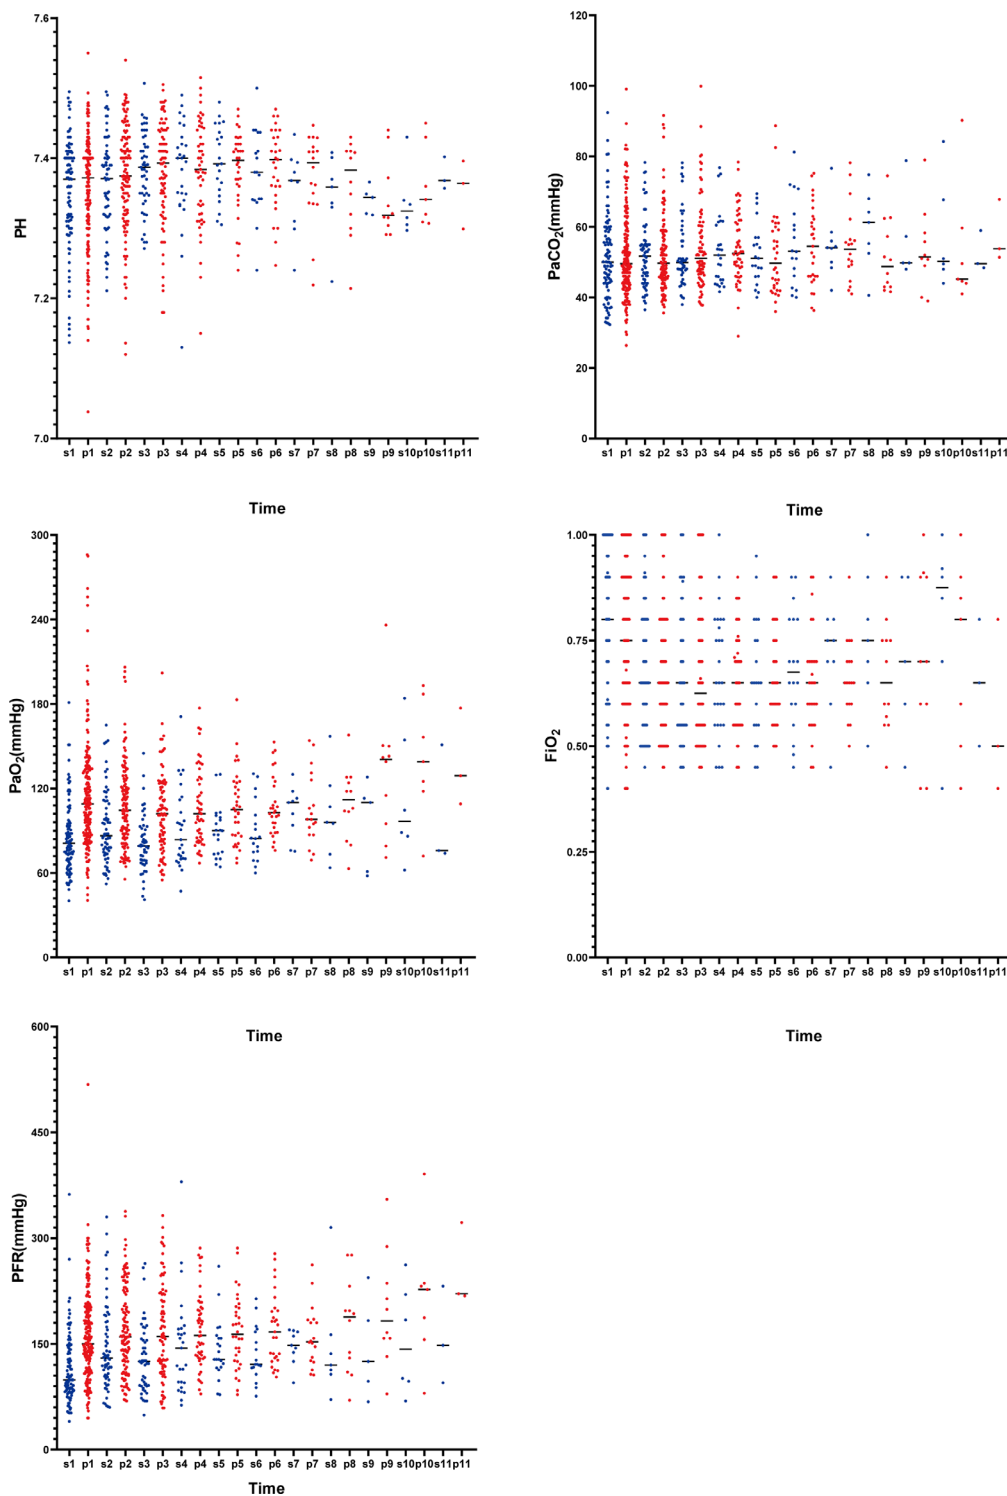 7.6
7.4
7.2
7.0
PH
s1 p1 s2 p2 s3 p3 s4 p4 s5 p5 s6 p6 s7 p7 s8 p8 s9 p9 s10 p10 s11 p11
Time
120
100
80
60
40
20
0
PaCO₂(mmHg)
s1 p1 s2 p2 s3 p3 s4 p4 s5 p5 s6 p6 s7 p7 s8 p8 s9 p9 s10 p10 s11 p11
Time
300
240
180
120
60
0
PaO₂(mmHg)
s1 p1 s2 p2 s3 p3 s4 p4 s5 p5 s6 p6 s7 p7 s8 p8 s9 p9 s10 p10 s11 p11
Time
1.00
0.75
0.50
0.25
0.00
FiO₂
s1 p1 s2 p2 s3 p3 s4 p4 s5 p5 s6 p6 s7 p7 s8 p8 s9 p9 s10 p10 s11 p11
Time
600
450
300
150
0
PFR(mmHg)
s1 p1 s2 p2 s3 p3 s4 p4 s5 p5 s6 p6 s7 p7 s8 p8 s9 p9 s10 p10 s11 p11
Time